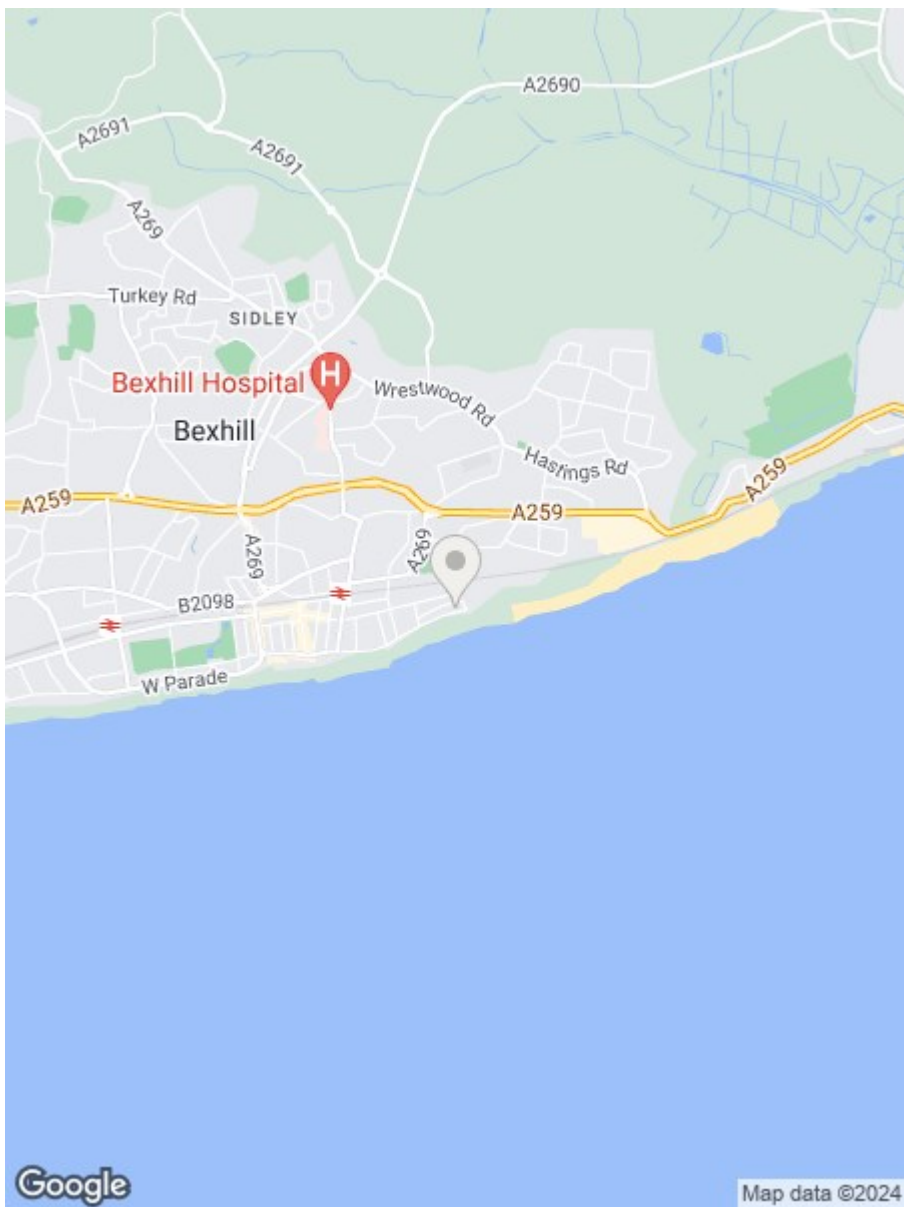 A2690
A2691
A2691
A269
Turkey Rd
SIDLEY
Bexhill Hospital
H
Wrestwood Rd
Bexhill
Hastings Rd
A259
A259
A259
A269
A269
B2098
W Parade
Google
Map data ©2024